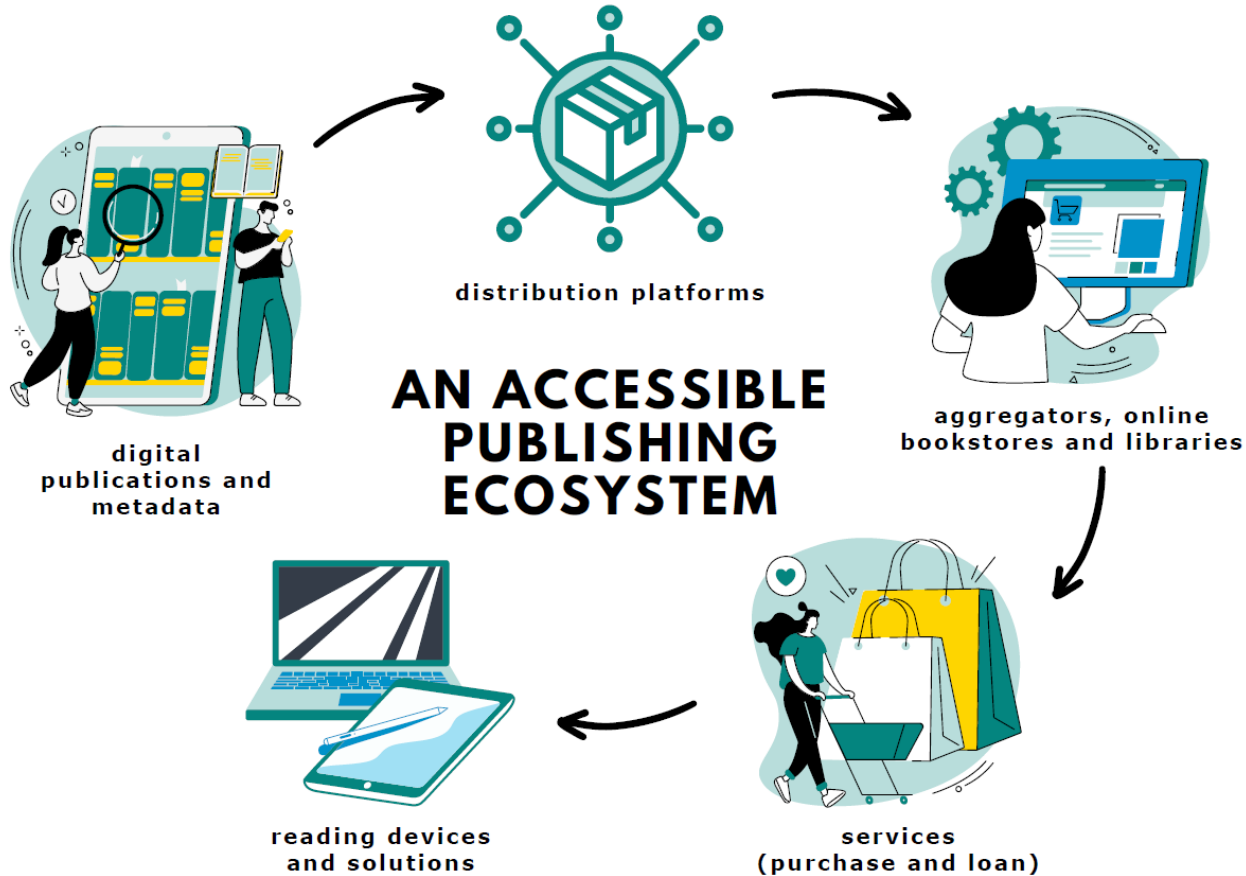 distribution platforms
AN ACCESSIBLE
PUBLISHING
ECOSYSTEM
aggregators, online
bookstores and libraries
digital
publications and
metadata
services
(purchase and loan)
reading devices
and solutions